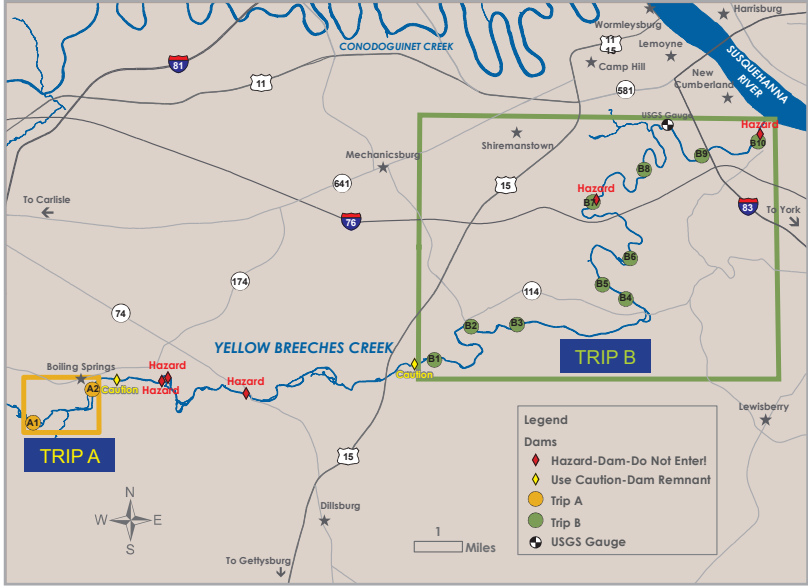 Harrisburg
Wormleysburg
11
15
Lemoyne
CONODOGUINET CREEK
SUSQUEHANNA
RIVER
81
Camp Hill
New
Cumberland
11
581
USGS Gauge
Hazard
B10
Shiremanstown
Mechanicsburg
B9
B8
641
15
Hazard
B7
To Carlisle
76
83
To York
B6
174
B5
114
B4
74
B2
B3
YELLOW BREECHES CREEK
TRIP B
B1
Caution
Boiling Springs
Hazard
A2
Caution
Hazard
Hazard
A1
Lewisberry
TRIP A
15
Legend
Dams
Hazard-Dam-Do Not Enter!
Use Caution-Dam Remnant
Trip A
Trip B
USGS Gauge
N
W
E
S
Dillsburg
1
Miles
To Gettysburg